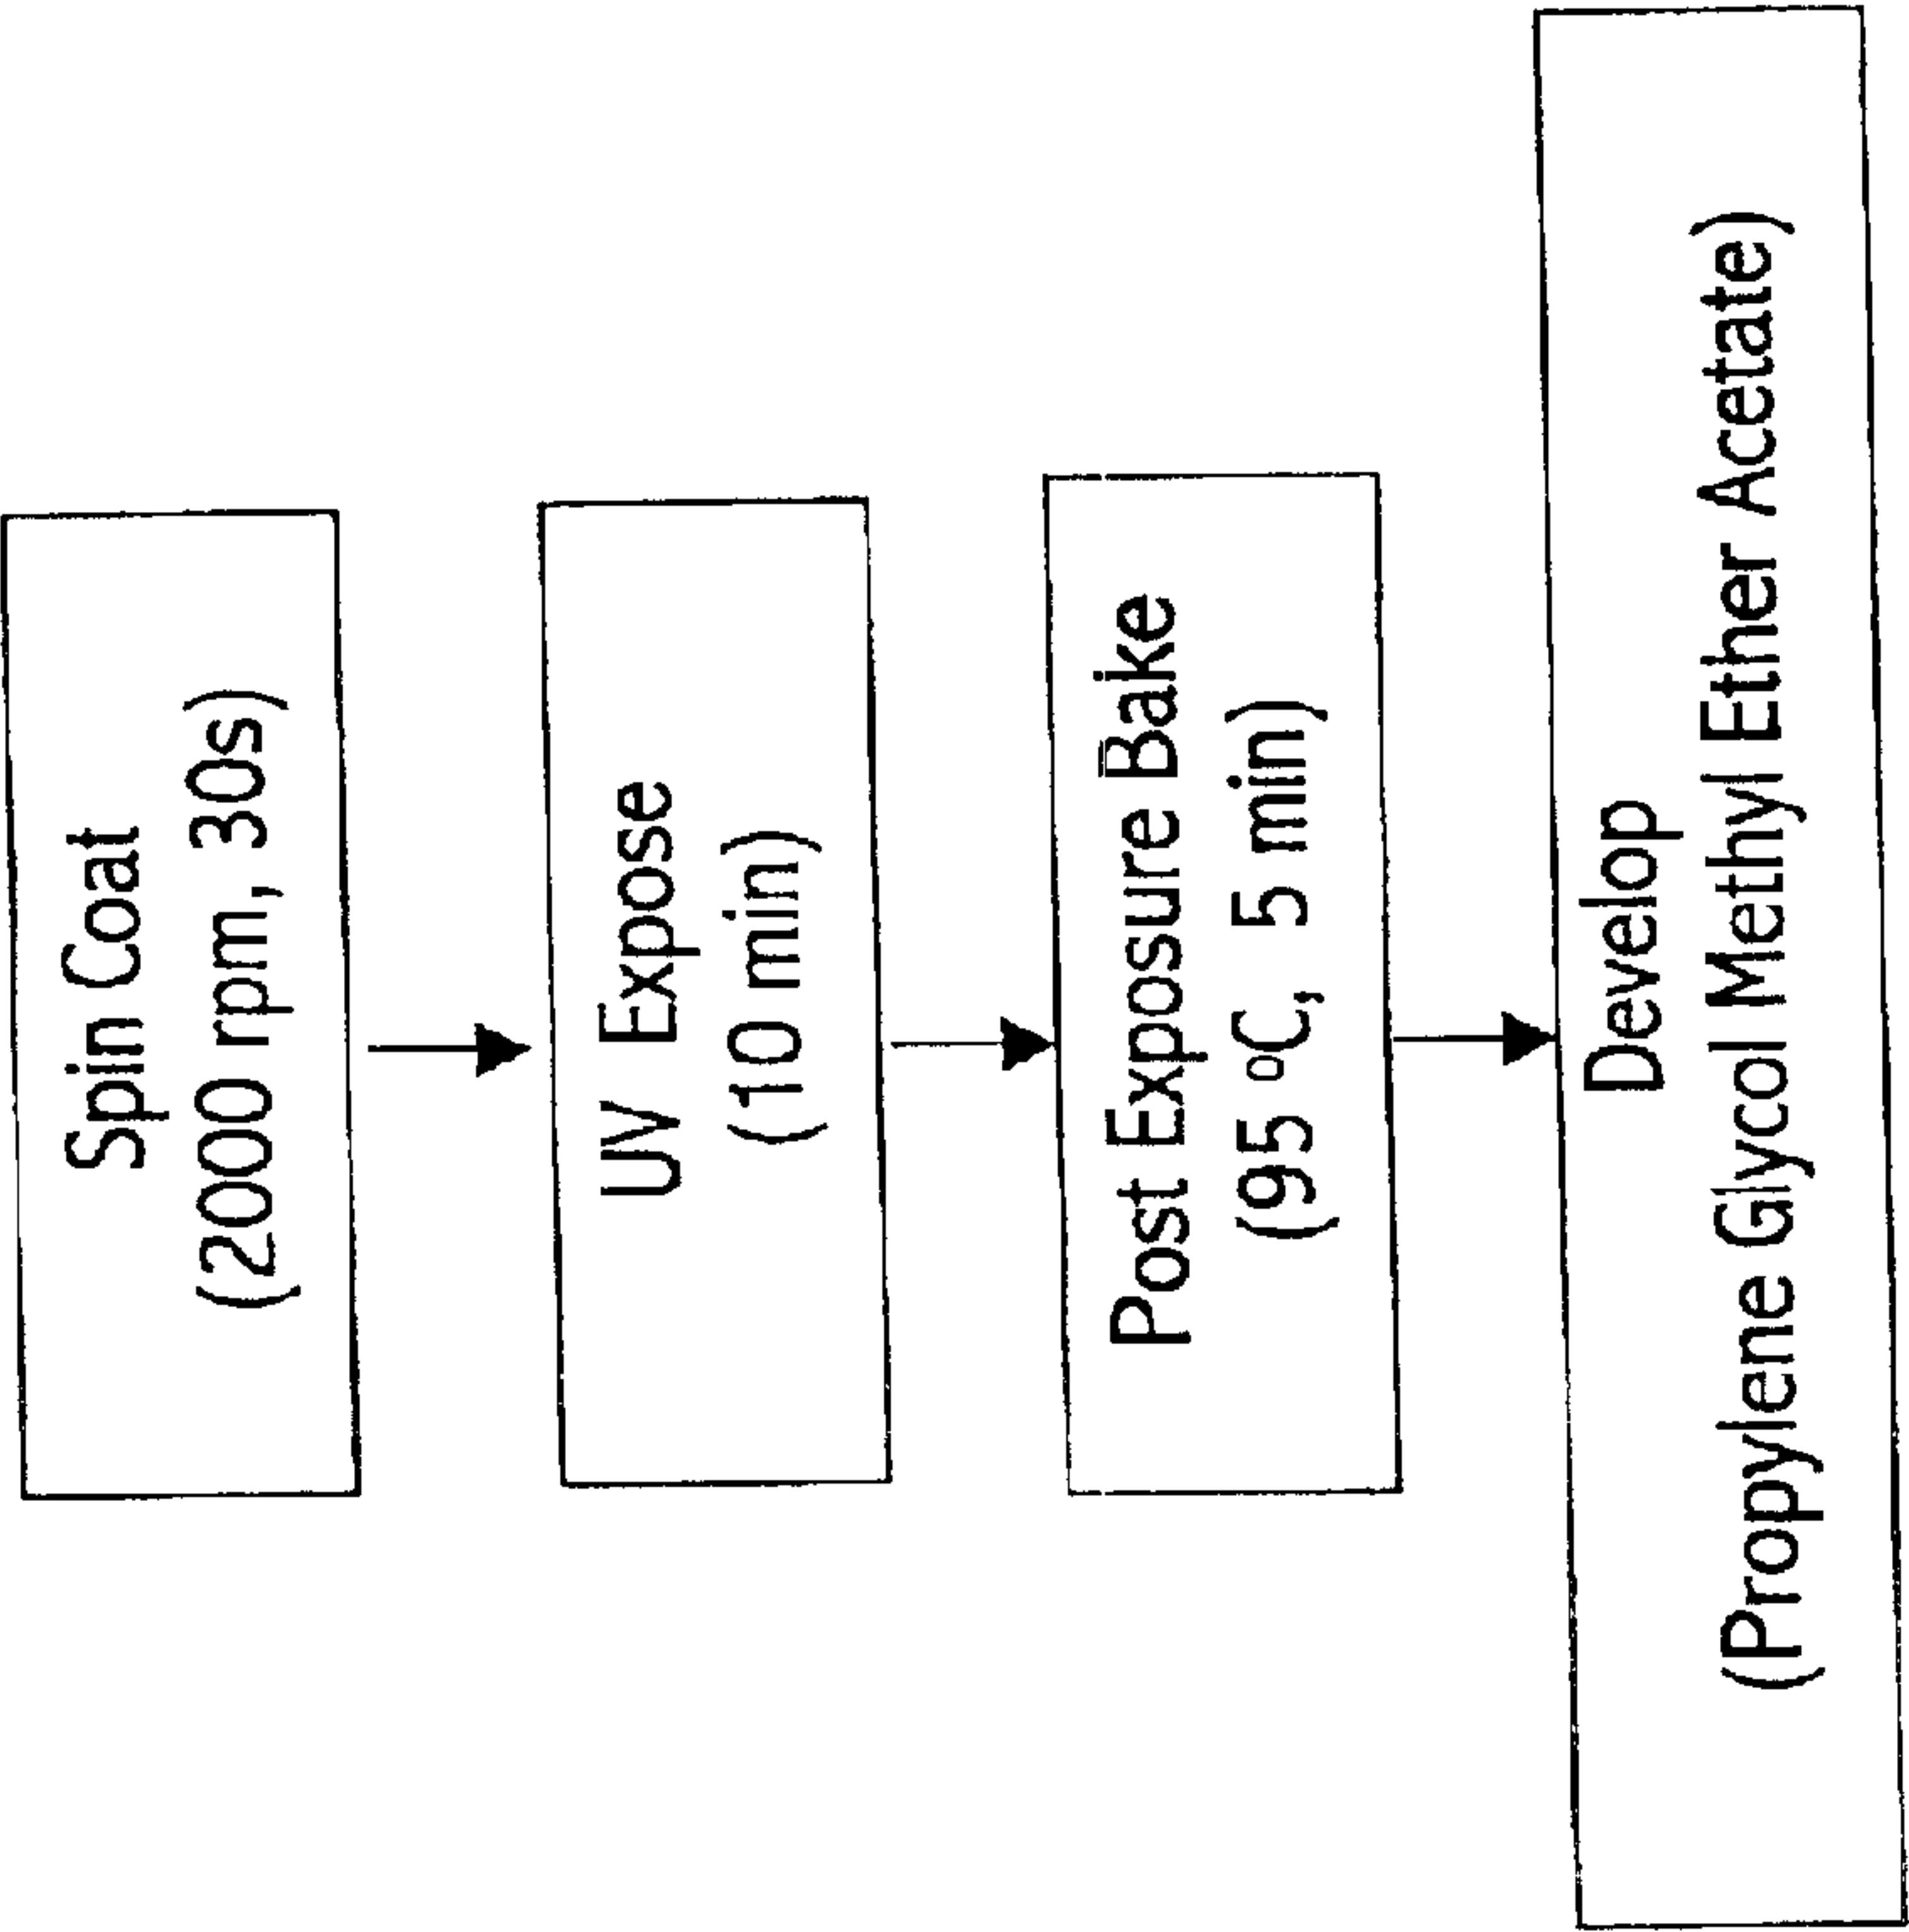 Spin Coat
(2000 rpm, 30s)
UV Expose
(10 min)
Post Exposure Bake
(95 °C, 5 min)
Develop
(Propylene Glycol Methyl Ether Acetate)